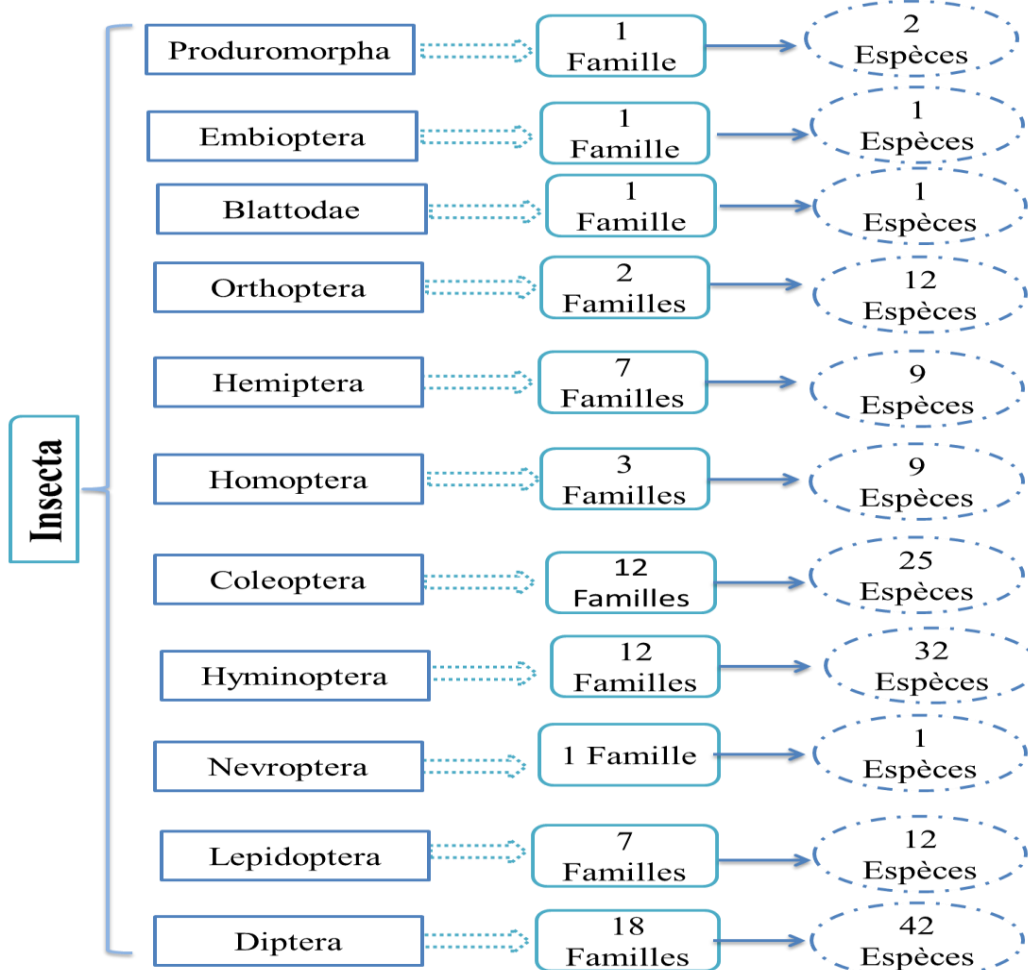 Insecta
Produromorpha
1
Famille
2
Espèces
Embioptera
1
Famille
1
Espèces
Blattodae
1
Famille
1
Espèces
Orthoptera
2
Familles
12
Espèces
Hemiptera
7
Familles
9
Espèces
Homoptera
3
Familles
9
Espèces
Coleoptera
12
Familles
25
Espèces
Hyminoptera
12
Familles
32
Espèces
Nevroptera
1 Famille
1
Espèces
Lepidoptera
7
Familles
12
Espèces
Diptera
18
Familles
42
Espèces